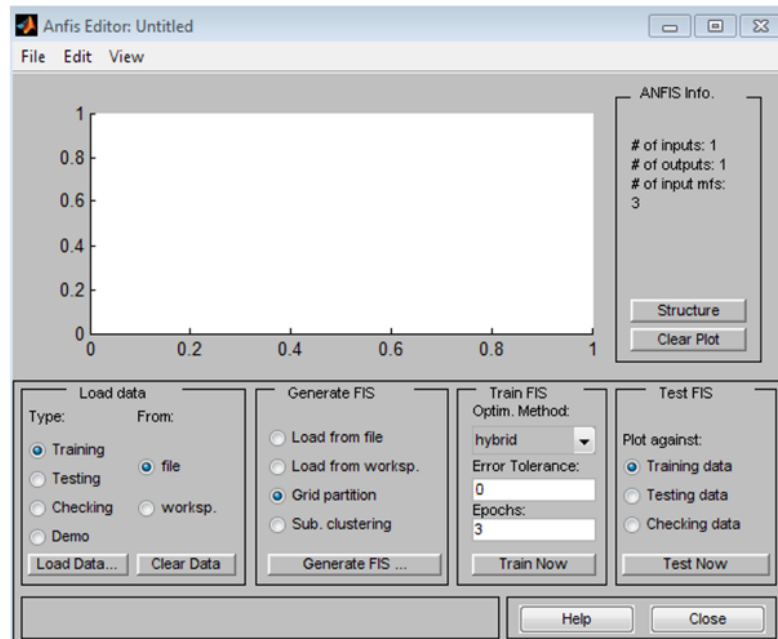 Anfis Editor: Untitled
File Edit View
1
0.8
0.6
0.4
0.2
0
0 0.2 0.4 0.6 0.8 1
ANFIS Info.
# of inputs: 1
# of outputs: 1
# of input mfs:
3
Structure
Clear Plot
Load data
Type: From:
Training
Testing
Checking
Demo
file
worksp.
Load Data... Clear Data
Generate FIS
Load from file
Load from worksp.
Grid partition
Sub. clustering
Generate FIS ...
Train FIS
Optim. Method:
hybrid
Error Tolerance:
0
Epochs:
3
Train Now
Test FIS
Plot against:
Training data
Testing data
Checking data
Test Now
Help Close